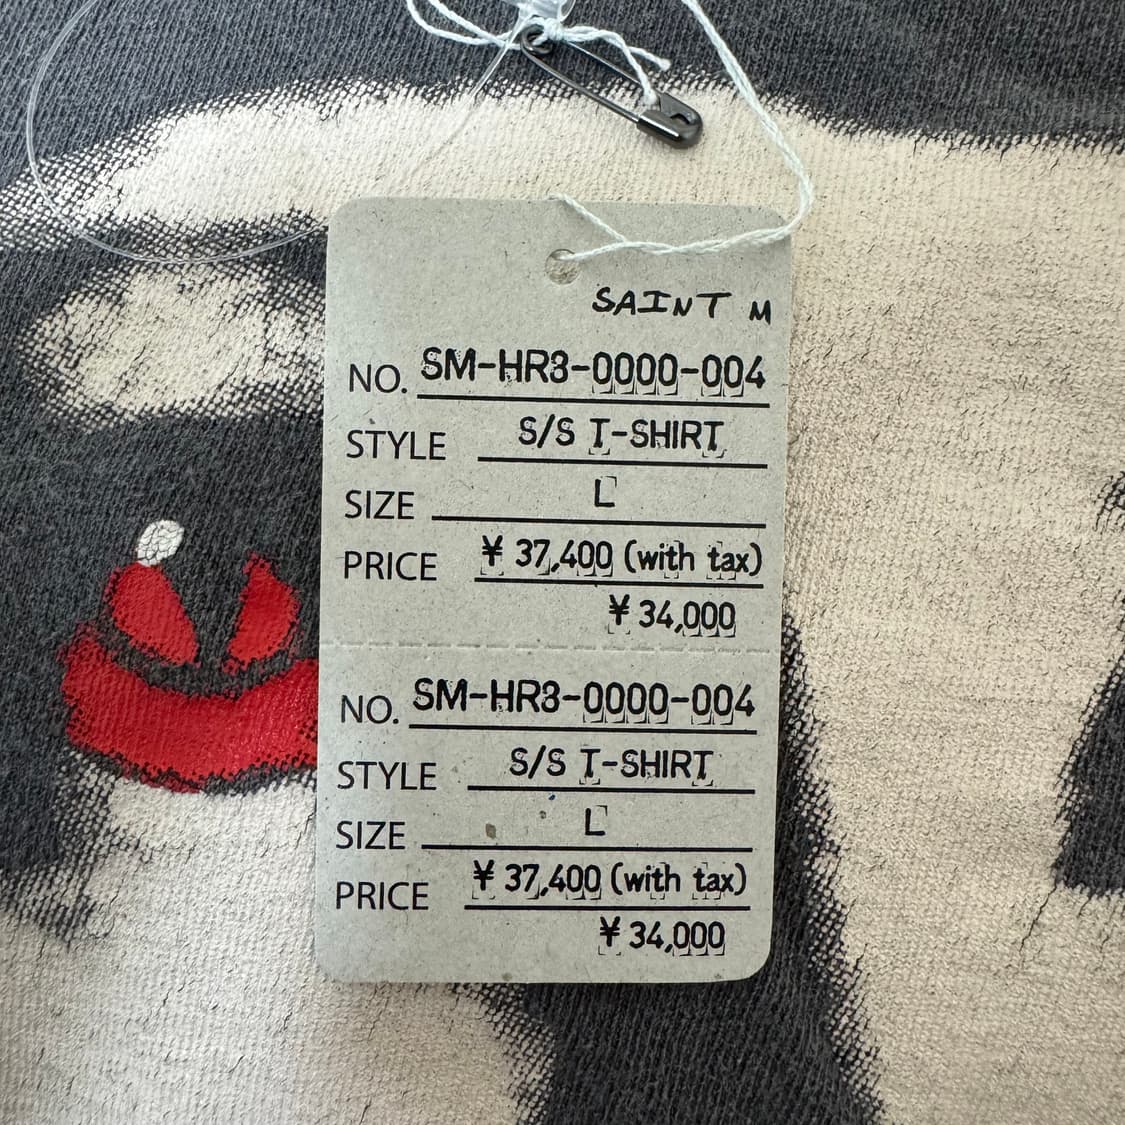 SAINT M
NO. SM-HR3-0000-004
STYLE S/S T-SHIRT
SIZE L
PRICE ¥ 37,400 (with tax)
¥ 34,000
NO. SM-HR3-0000-004
STYLE S/S T-SHIRT
SIZE L
PRICE ¥ 37,400 (with tax)
¥ 34,000